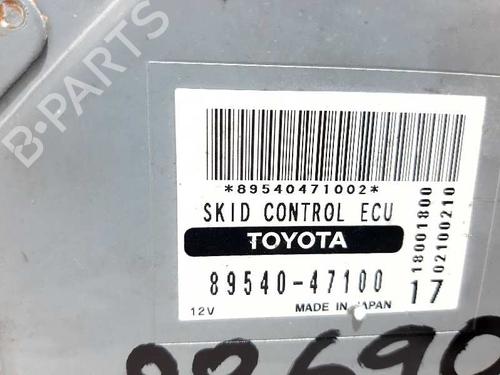 B-PARTS
*89540471002*
SKID CONTROL ECU
TOYOTA
89540-47100
12V
MADE IN JAPAN
17
18001800
02100210